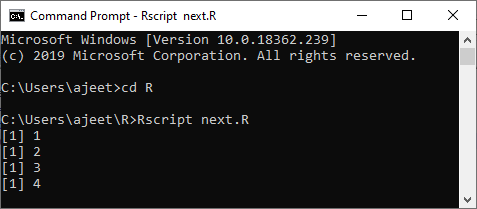 Command Prompt - Rscript next.R
Microsoft Windows [Version 10.0.18362.239]
(c) 2019 Microsoft Corporation. All rights reserved.
C:\Users\ajeet>cd R
C:\Users\ajeet\R>Rscript next.R
[1] 1
[1] 2
[1] 3
[1] 4